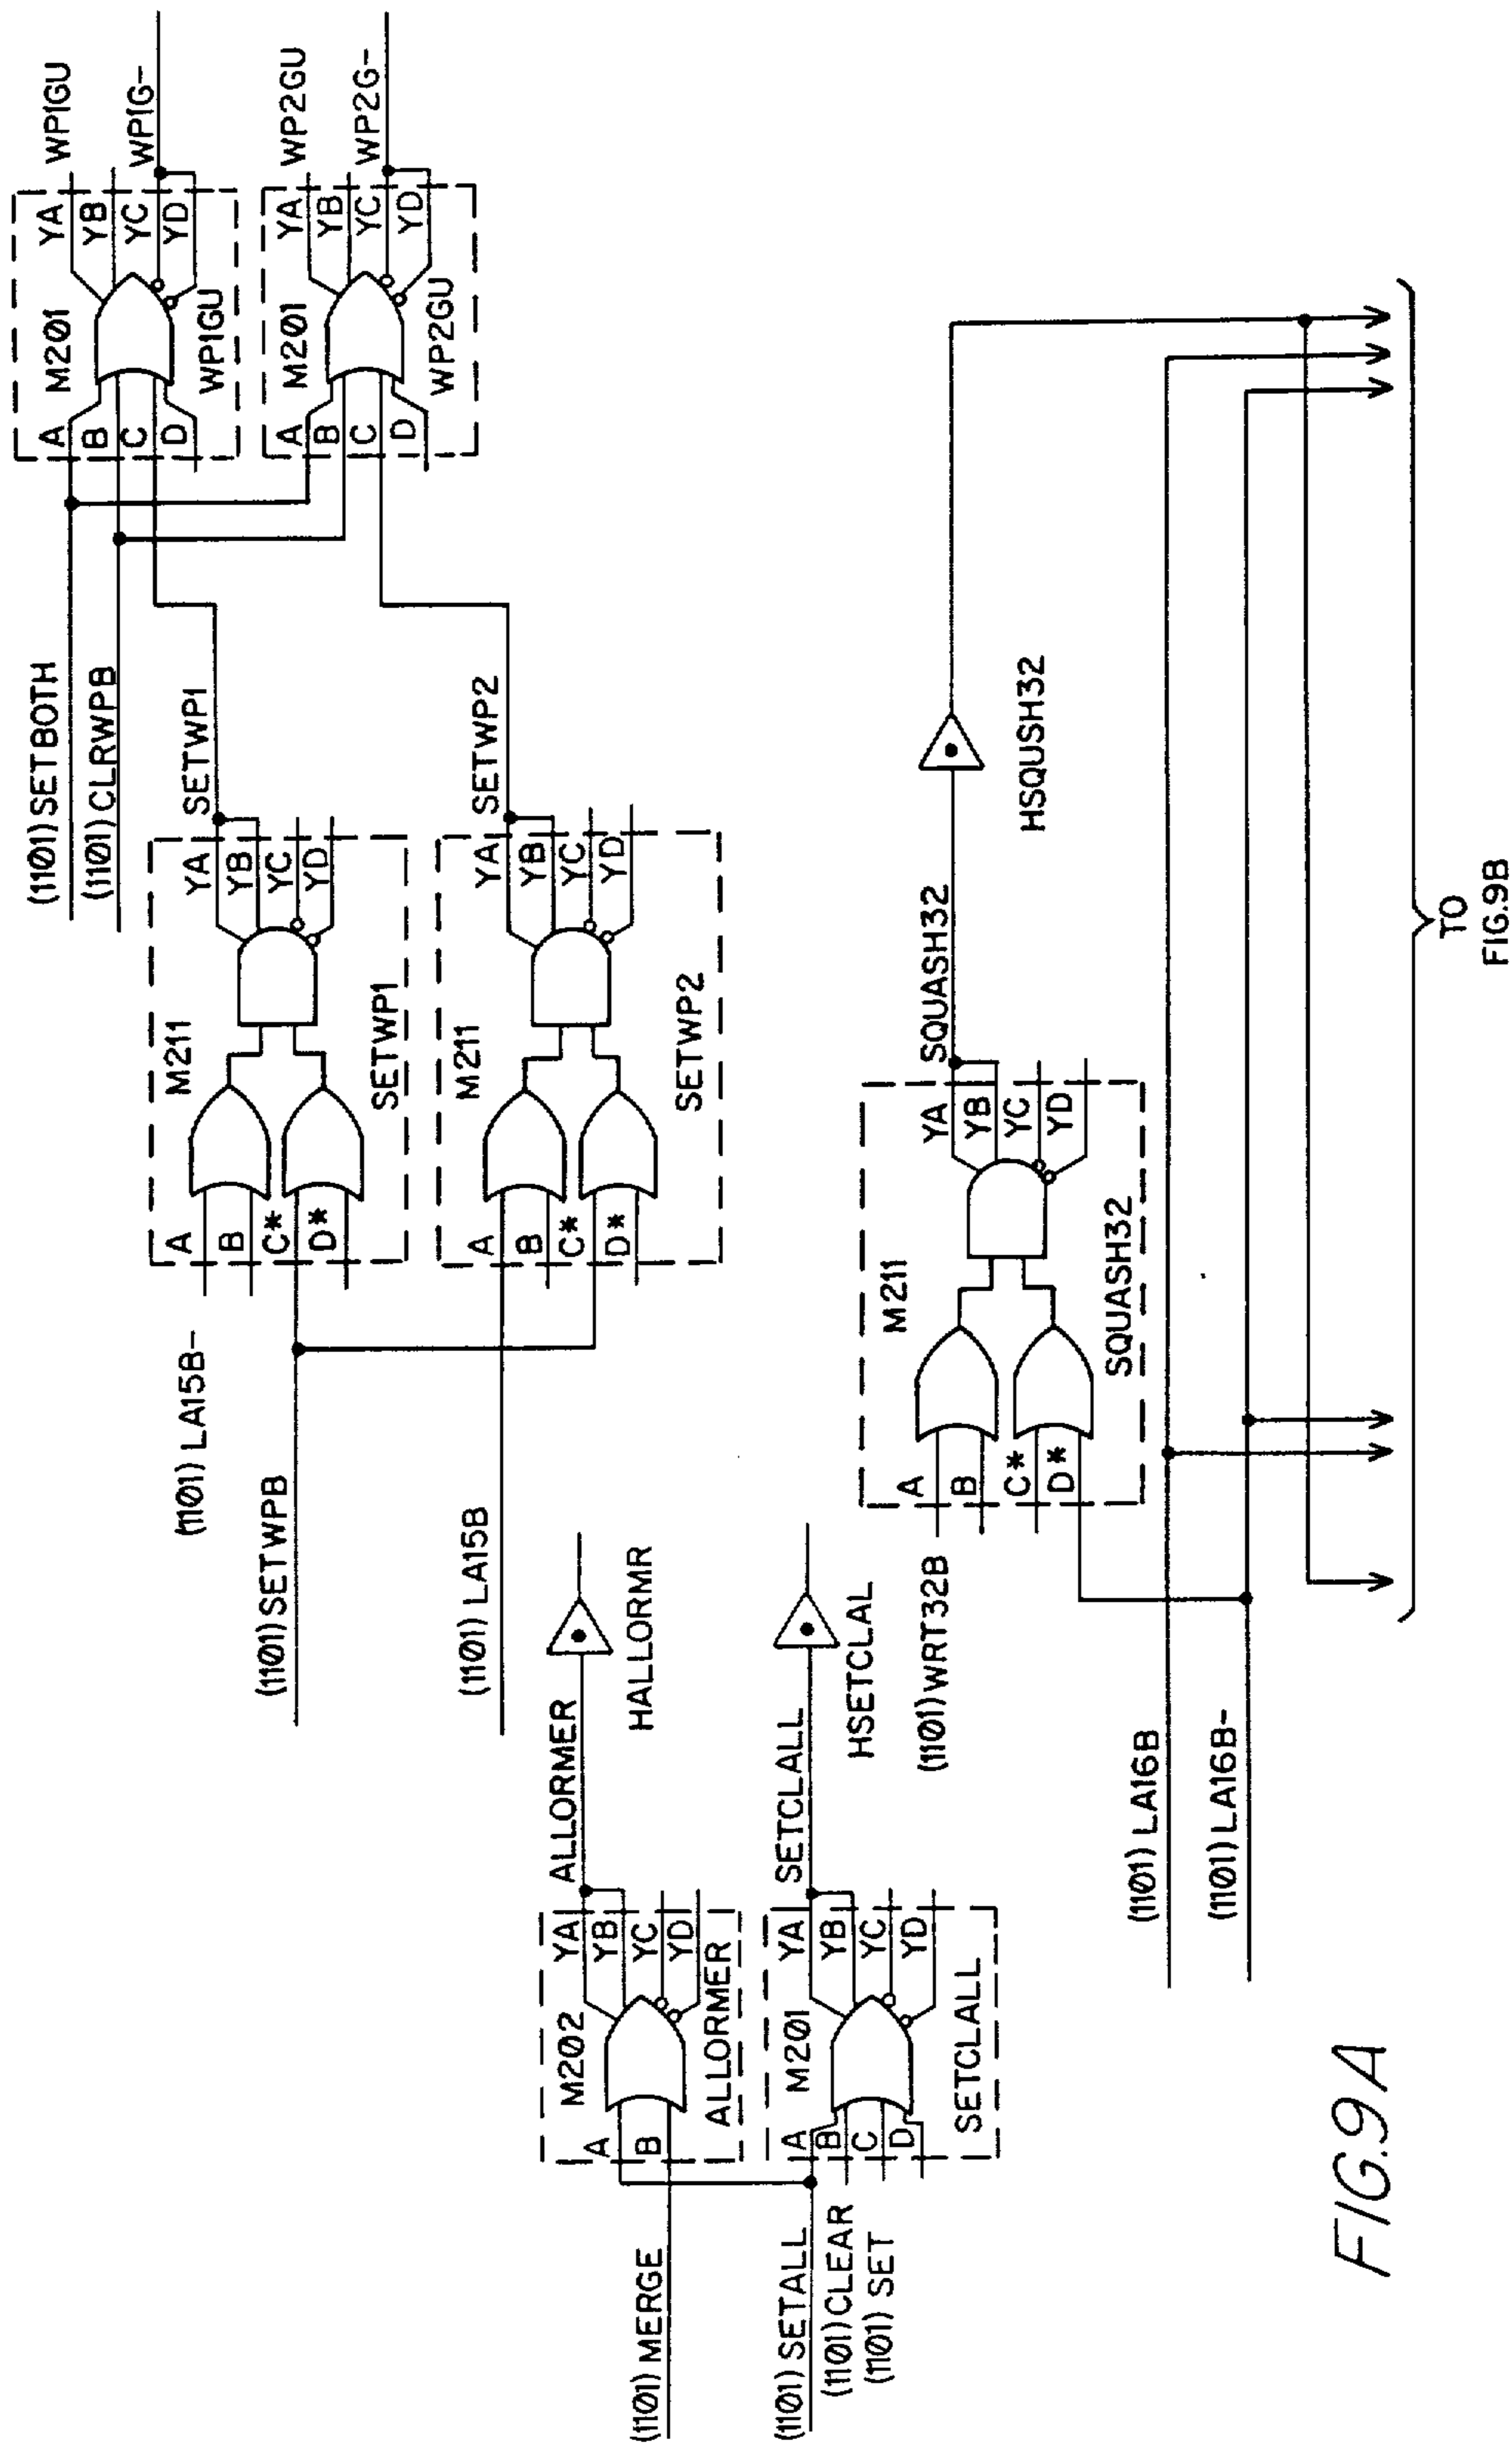 (1101) SETBOTH
(1101) CLRWPB
M201
A
B
C
D
YA
YB
YC
YD
WP1GU
WP1GU
WP1G-
M201
A
B
C
D
YA
YB
YC
YD
WP2GU
WP2GU
WP2G-
(1101) LA15B-
(1101) SETWPB
M211
A
B
C*
D*
YA
YB
YC
YD
SETWP1
SETWP1
(1101) LA15B
M211
A
B
C*
D*
YA
YB
YC
YD
SETWP2
SETWP2
(1101) MERGE
M202
A
B
YA
YB
YC
YD
ALLORMER
ALLORMER
HALLORMR
(1101) SETALL
(1101) CLEAR
(1101) SET
M201
A
B
C
D
YA
YB
YC
YD
SETCLALL
SETCLALL
HSETCLAL
(1101) WRT32B
M211
A
B
C*
D*
YA
YB
YC
YD
SQUASH32
SQUASH32
HSQUSH32
(1101) LA16B
(1101) LA16B-
TO
FIG.9B
FIG.9A